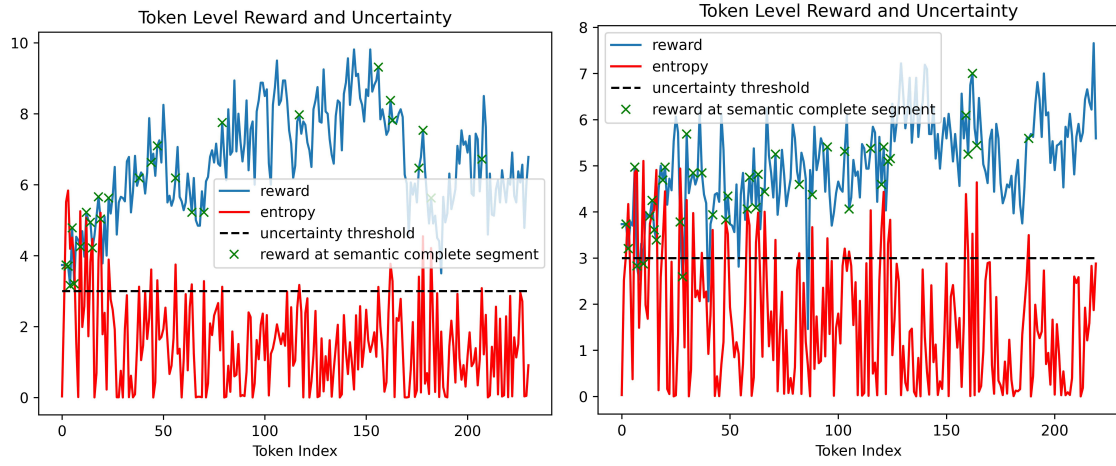 Token Level Reward and Uncertainty
10
8
6
4
2
0
reward
entropy
uncertainty threshold
reward at semantic complete segment
0 50 100 150 200
Token Index
Token Level Reward and Uncertainty
8
7
6
5
4
3
2
1
0
reward
entropy
uncertainty threshold
reward at semantic complete segment
0 50 100 150 200
Token Index